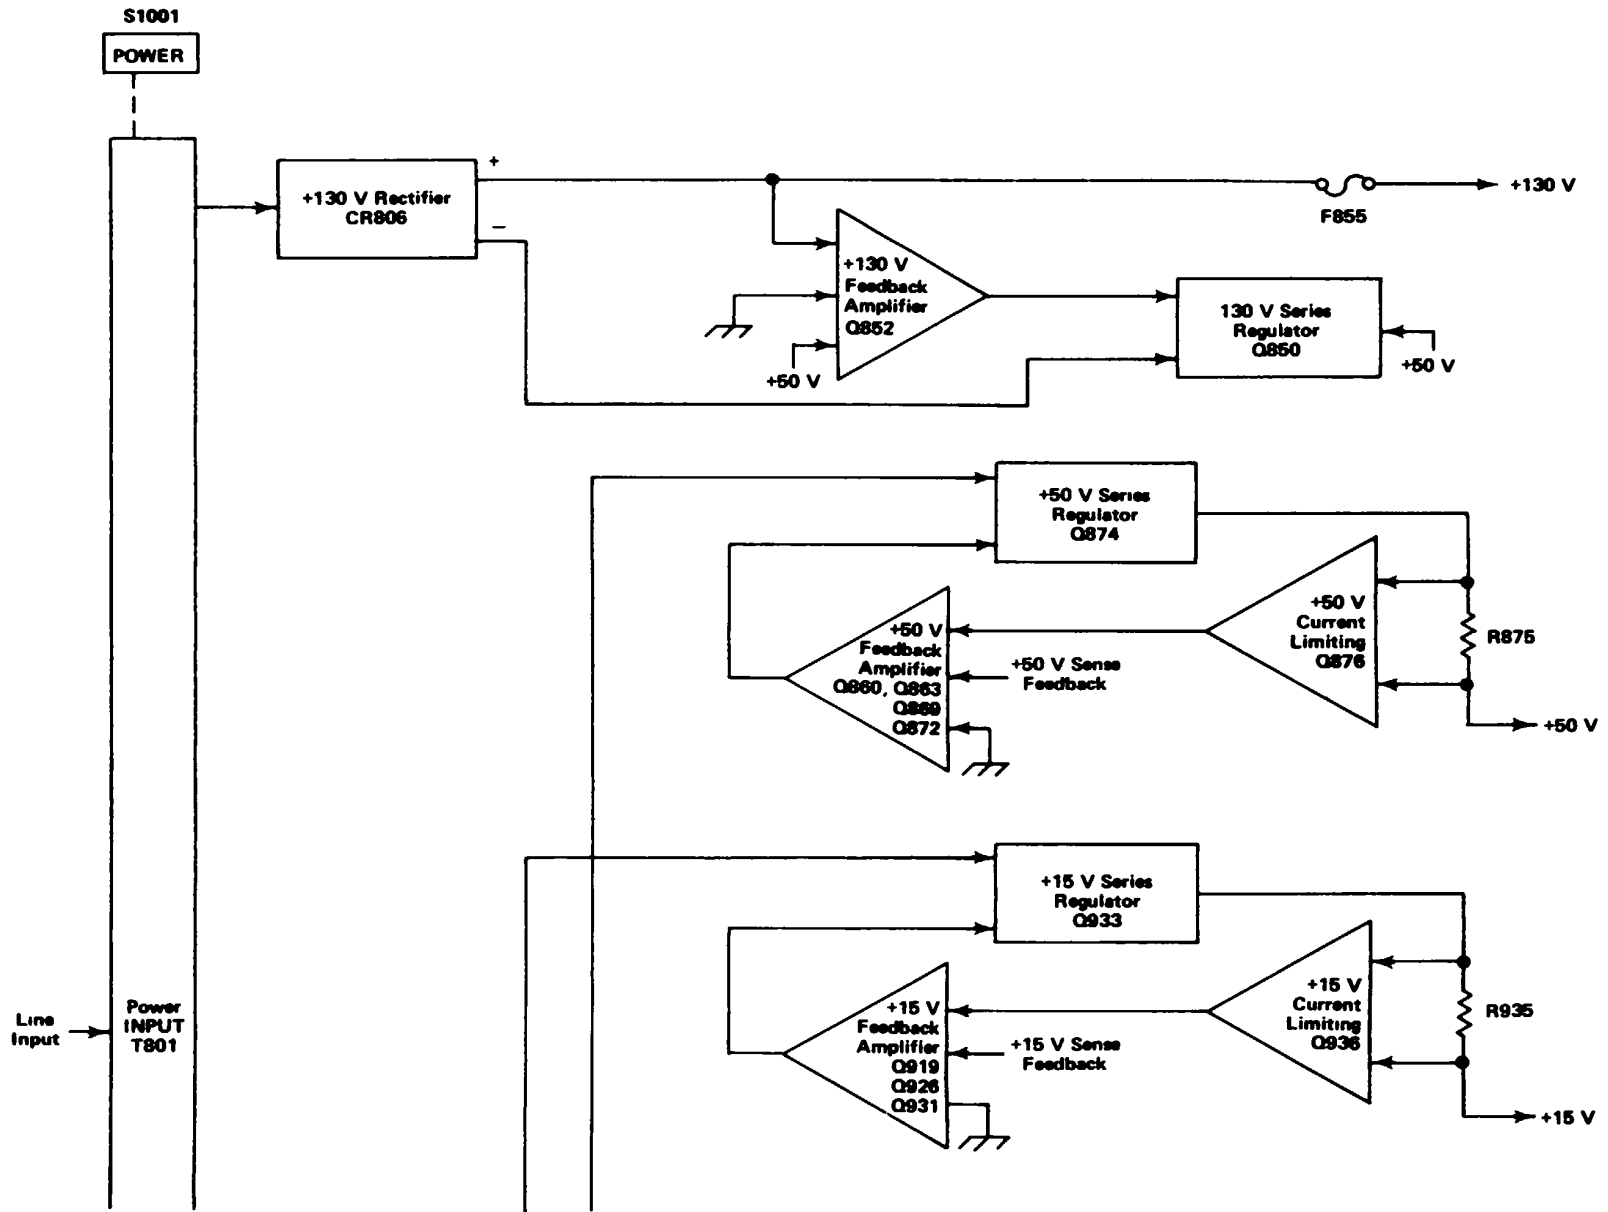 S1001
POWER
+130 V Rectifier
CR806
+
−
F855
+130 V
+130 V
Feedback
Amplifier
Q852
+50 V
130 V Series
Regulator
Q850
+50 V
+50 V Series
Regulator
Q874
+50 V
Feedback
Amplifier
Q860, Q863
Q869
Q872
+50 V Sense
Feedback
+50 V
Current
Limiting
Q876
R875
+50 V
+15 V Series
Regulator
Q933
Line
Input
Power
INPUT
T801
+15 V
Feedback
Amplifier
Q919
Q926
Q931
+15 V Sense
Feedback
+15 V
Current
Limiting
Q936
R935
+15 V